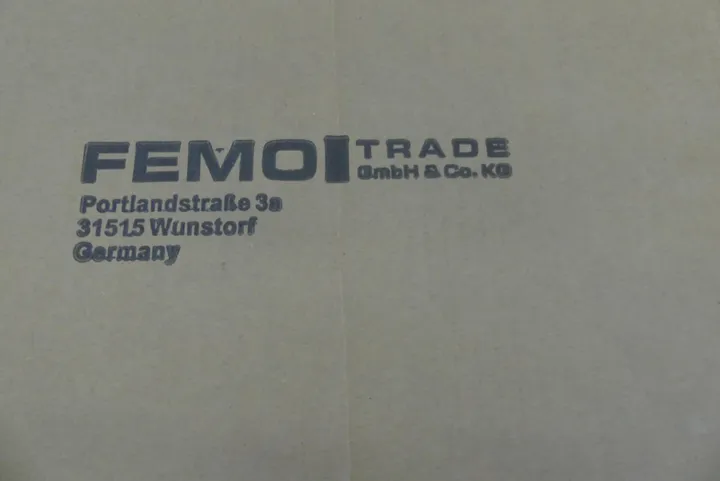 FEMO TRADE
GmbH & Co. KG
Portlandstraße 3a
31515 Wunstorf
Germany